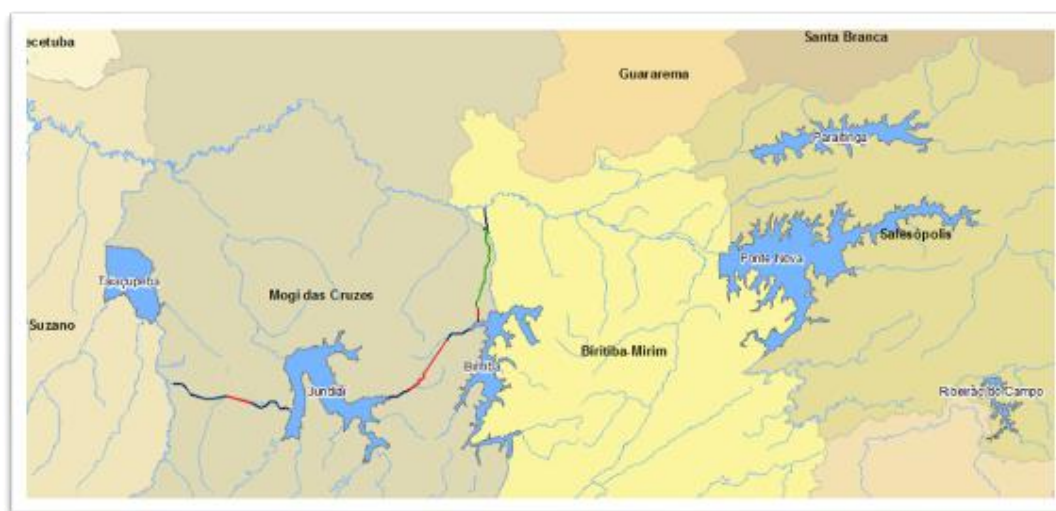 ecetuba
Santa Branca
Guararema
Paraitinga
Salesópolis
Ponte Nova
Taiaçupeba
Mogi das Cruzes
Suzano
Biritiba-Mirim
Biritiba
Jundiaí
Ribeirão do Campo